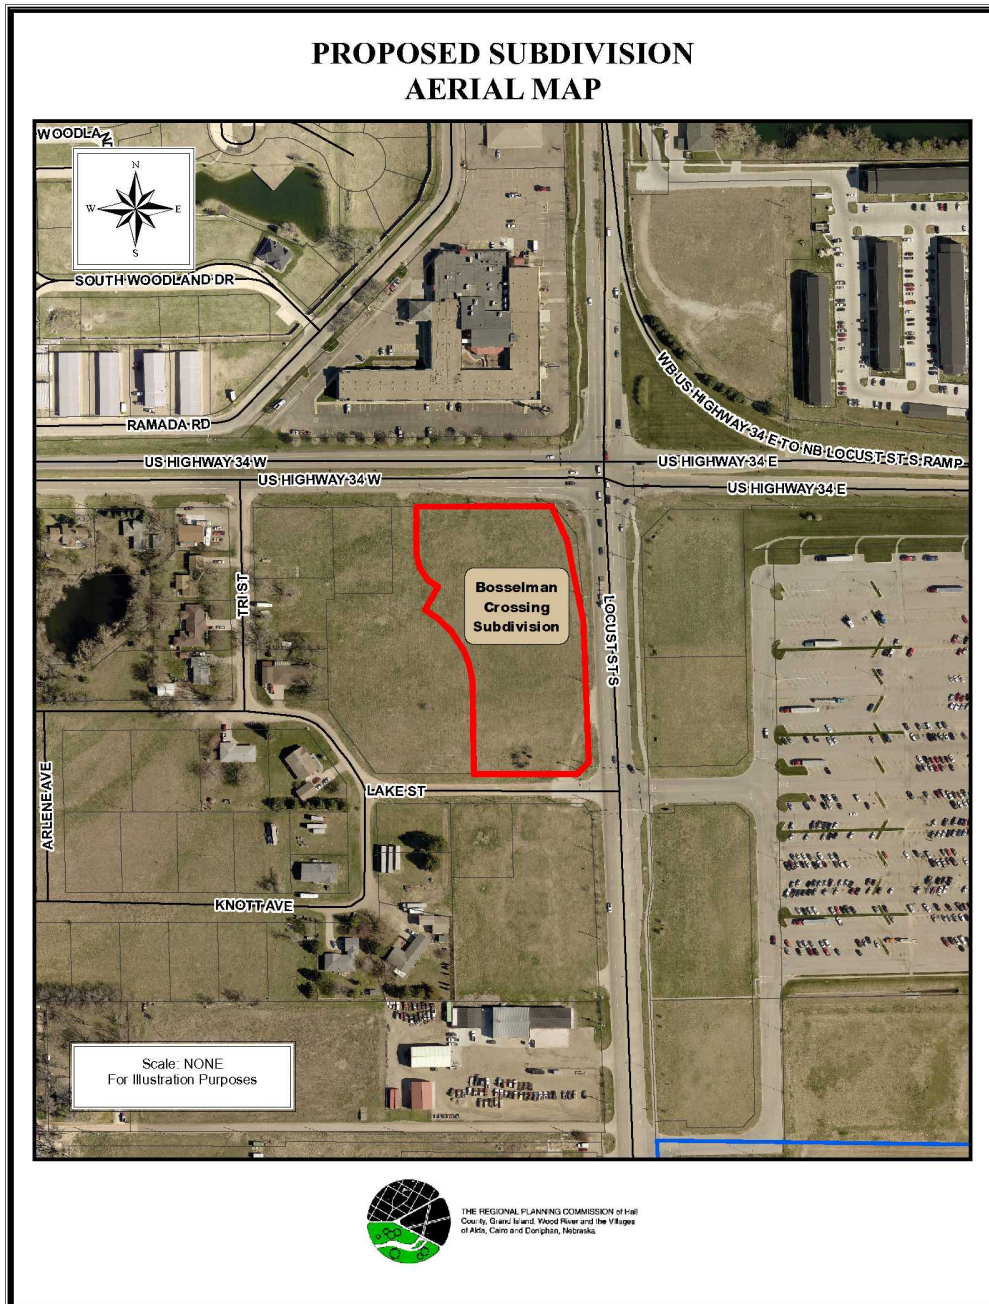 PROPOSED SUBDIVISION
AERIAL MAP
WOODLA
N
W
E
S
SOUTH WOODLAND DR
RAMADA RD
WB US HIGHWAY 34 E TO NB LOCUST ST S RAMP
US HIGHWAY 34 W
US HIGHWAY 34 E
US HIGHWAY 34 W
US HIGHWAY 34 E
TRI ST
Bosselman
Crossing
Subdivision
LOCUST ST S
ARLENE AVE
LAKE ST
KNOTT AVE
Scale: NONE
For Illustration Purposes
THE REGIONAL PLANNING COMMISSION of Hall
County, Grand Island, Wood River and the Villages
of Alda, Cairo and Doniphan, Nebraska